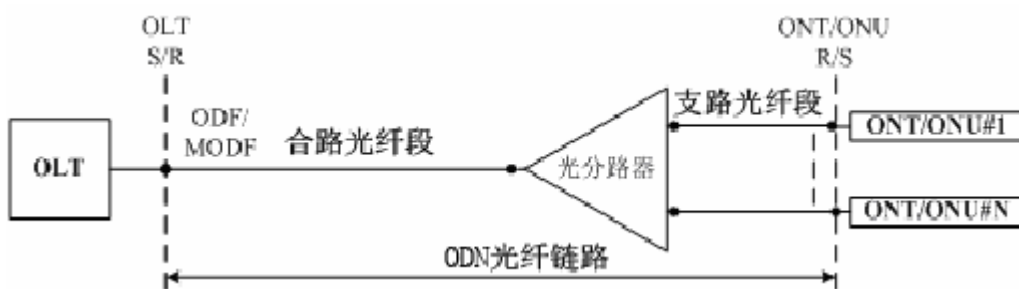 OLT
S/R
ONT/ONU
R/S
ODF/
MODF
合路光纤段
支路光纤段
OLT
光分路器
ONT/ONU#1
ONT/ONU#N
ODN光纤链路